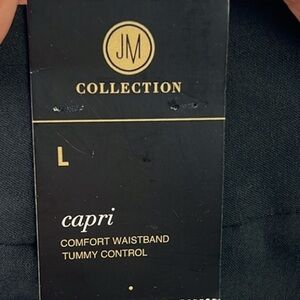 JM
COLLECTION
L
capri
COMFORT WAISTBAND
TUMMY CONTROL